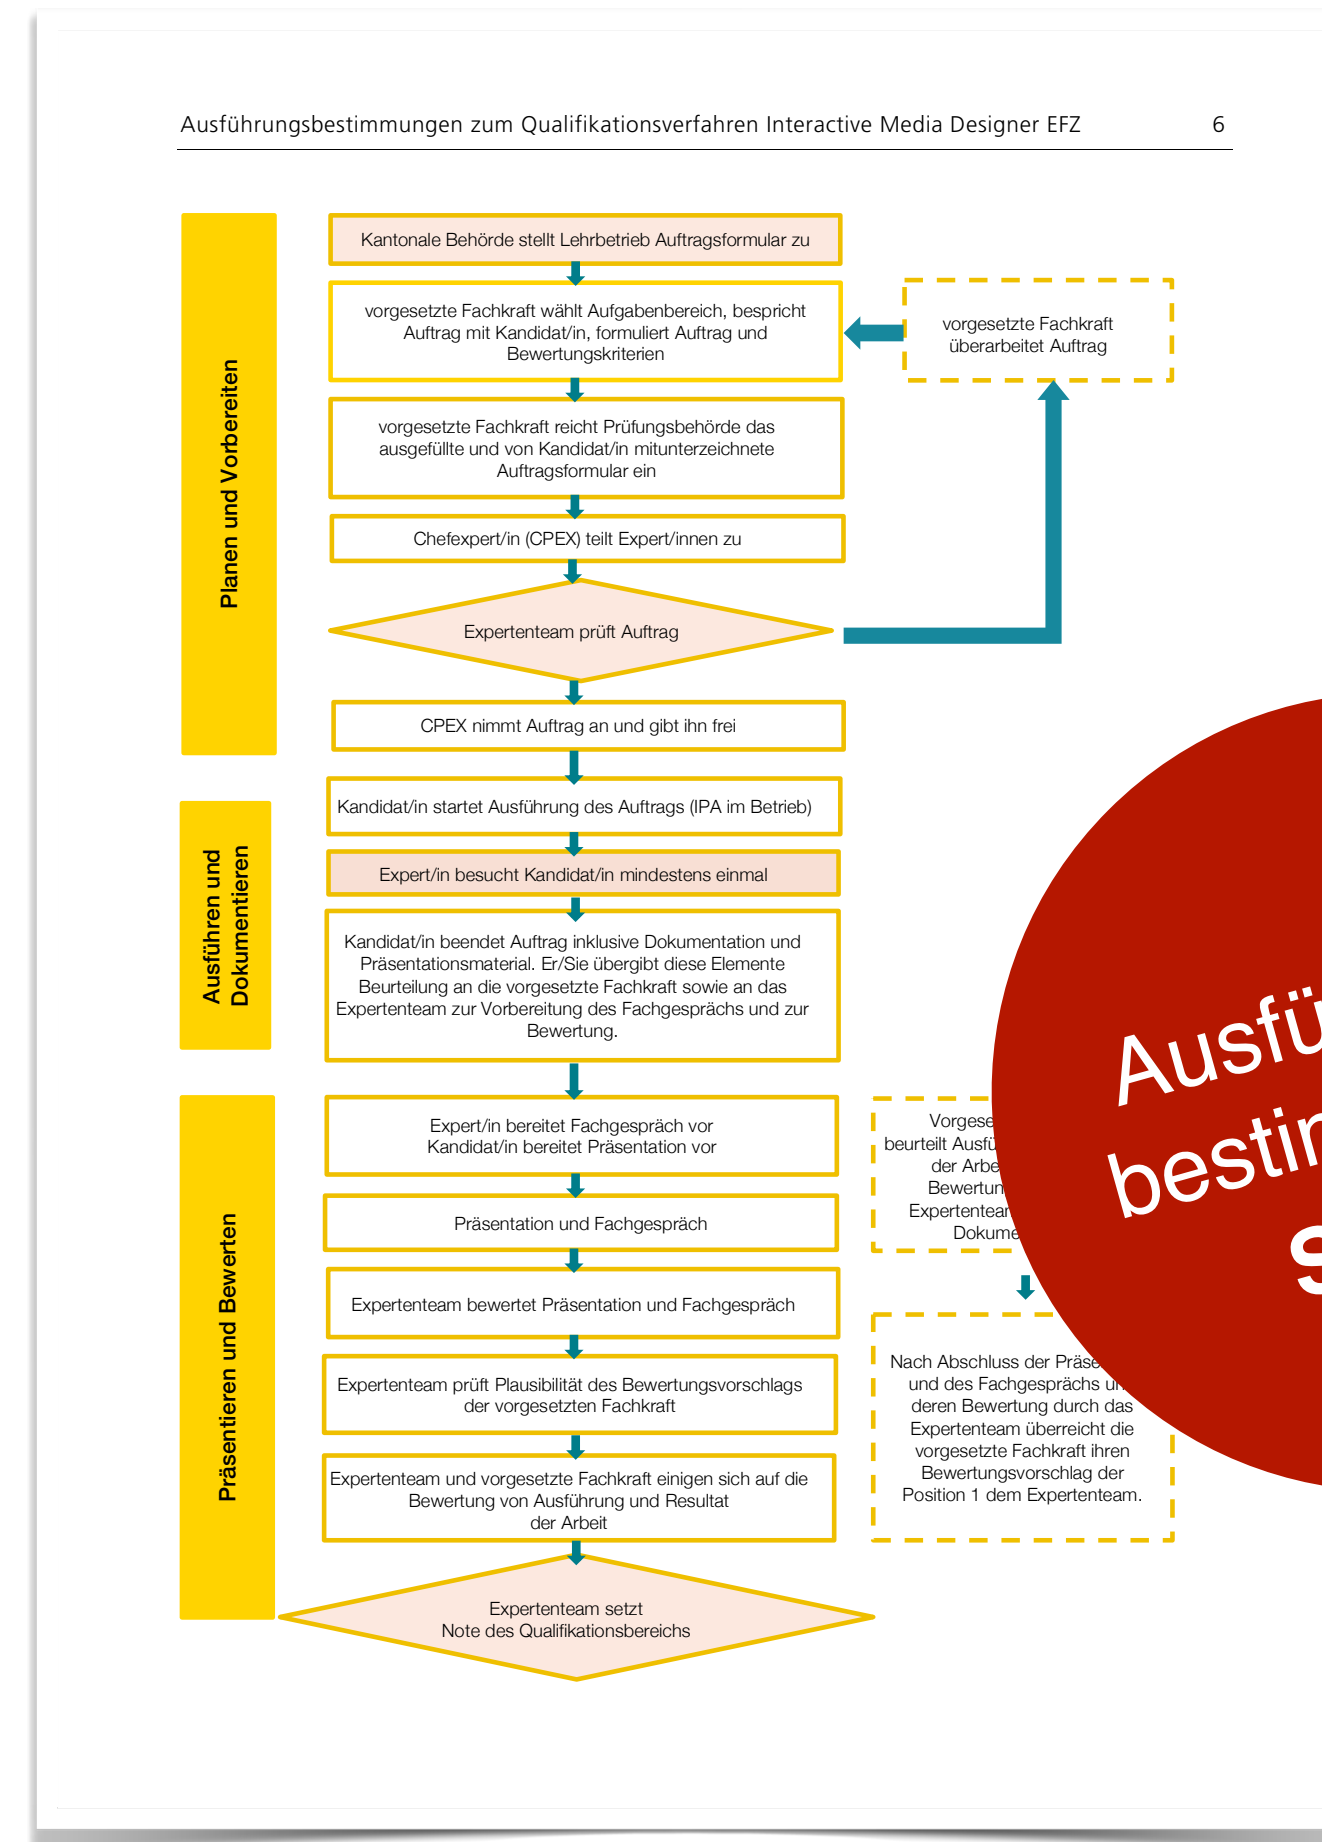 Ausführungsbestimmungen zum Qualifikationsverfahren Interactive Media Designer EFZ 6
Planen und Vorbereiten
Kantonale Behörde stellt Lehrbetrieb Auftragsformular zu
vorgesetzte Fachkraft wählt Aufgabenbereich, bespricht
Auftrag mit Kandidat/in, formuliert Auftrag und
Bewertungskriterien
vorgesetzte Fachkraft
überarbeitet Auftrag
vorgesetzte Fachkraft reicht Prüfungsbehörde das
ausgefüllte und von Kandidat/in mitunterzeichnete
Auftragsformular ein
Chefexpert/in (CPEX) teilt Expert/innen zu
Expertenteam prüft Auftrag
CPEX nimmt Auftrag an und gibt ihn frei
Ausführen und
Dokumentieren
Kandidat/in startet Ausführung des Auftrags (IPA im Betrieb)
Expert/in besucht Kandidat/in mindestens einmal
Kandidat/in beendet Auftrag inklusive Dokumentation und
Präsentationsmaterial. Er/Sie übergibt diese Elemente
Beurteilung an die vorgesetzte Fachkraft sowie an das
Expertenteam zur Vorbereitung des Fachgesprächs und zur
Bewertung.
Präsentieren und Bewerten
Expert/in bereitet Fachgespräch vor
Kandidat/in bereitet Präsentation vor
Präsentation und Fachgespräch
Expertenteam bewertet Präsentation und Fachgespräch
Expertenteam prüft Plausibilität des Bewertungsvorschlags
der vorgesetzten Fachkraft
Expertenteam und vorgesetzte Fachkraft einigen sich auf die
Bewertung von Ausführung und Resultat
der Arbeit
Expertenteam setzt
Note des Qualifikationsbereichs
beurteilt
der
Nach Abschluss der
und des Fachgesprächs
deren Bewertung durch das
Expertenteam überreicht die
vorgesetzte Fachkraft ihren
Bewertungsvorschlag der
Position 1 dem Expertenteam.